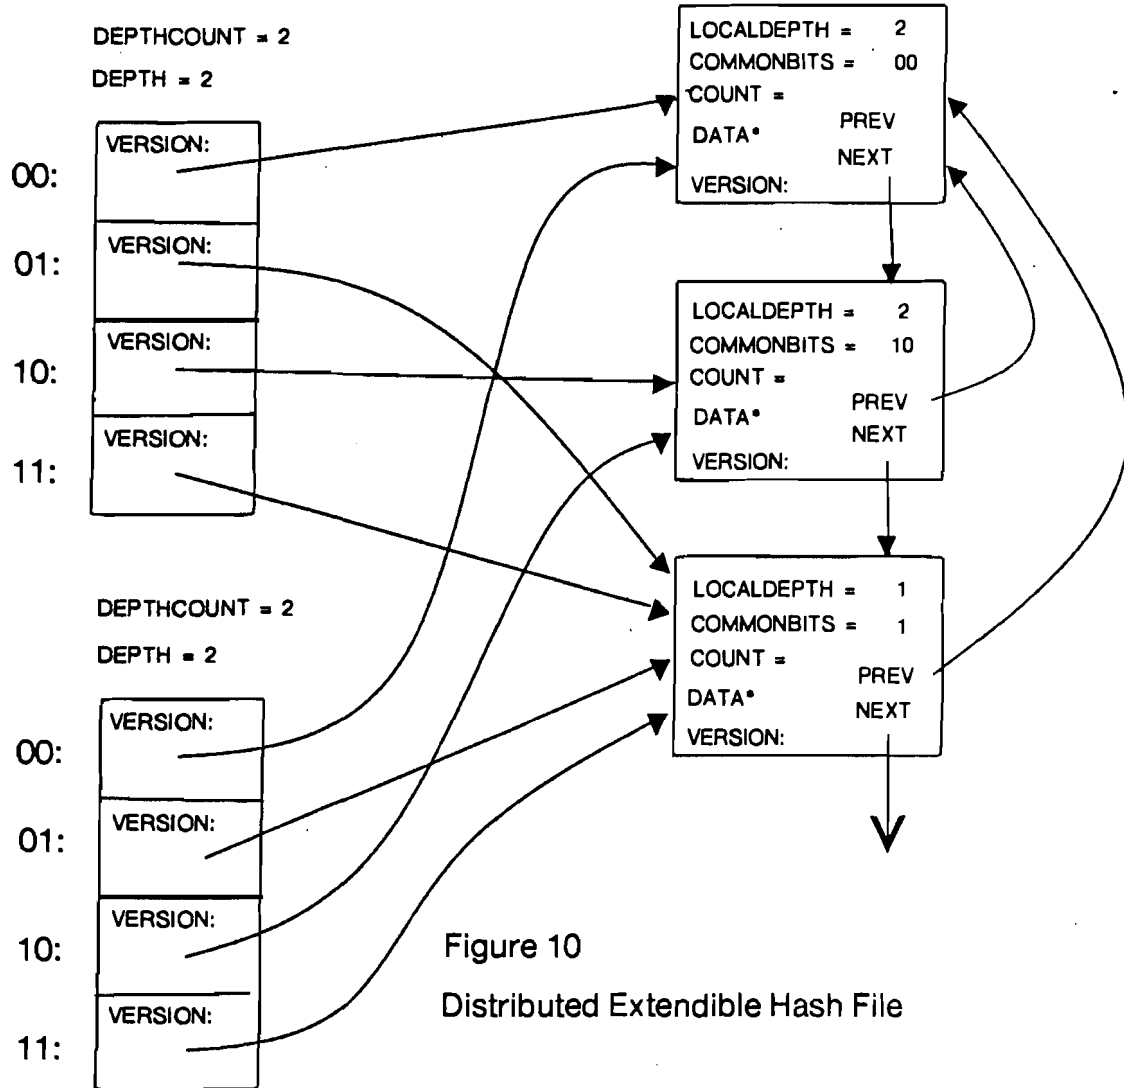 DEPTHCOUNT = 2
DEPTH = 2
00:
VERSION:
01:
VERSION:
10:
VERSION:
11:
VERSION:
LOCALDEPTH = 2
COMMONBITS = 00
COUNT =
DATA*
PREV
NEXT
VERSION:
LOCALDEPTH = 2
COMMONBITS = 10
COUNT =
DATA*
PREV
NEXT
VERSION:
LOCALDEPTH = 1
COMMONBITS = 1
COUNT =
DATA*
PREV
NEXT
VERSION:
DEPTHCOUNT = 2
DEPTH = 2
00:
VERSION:
01:
VERSION:
10:
VERSION:
11:
VERSION:
Figure 10
Distributed Extendible Hash File